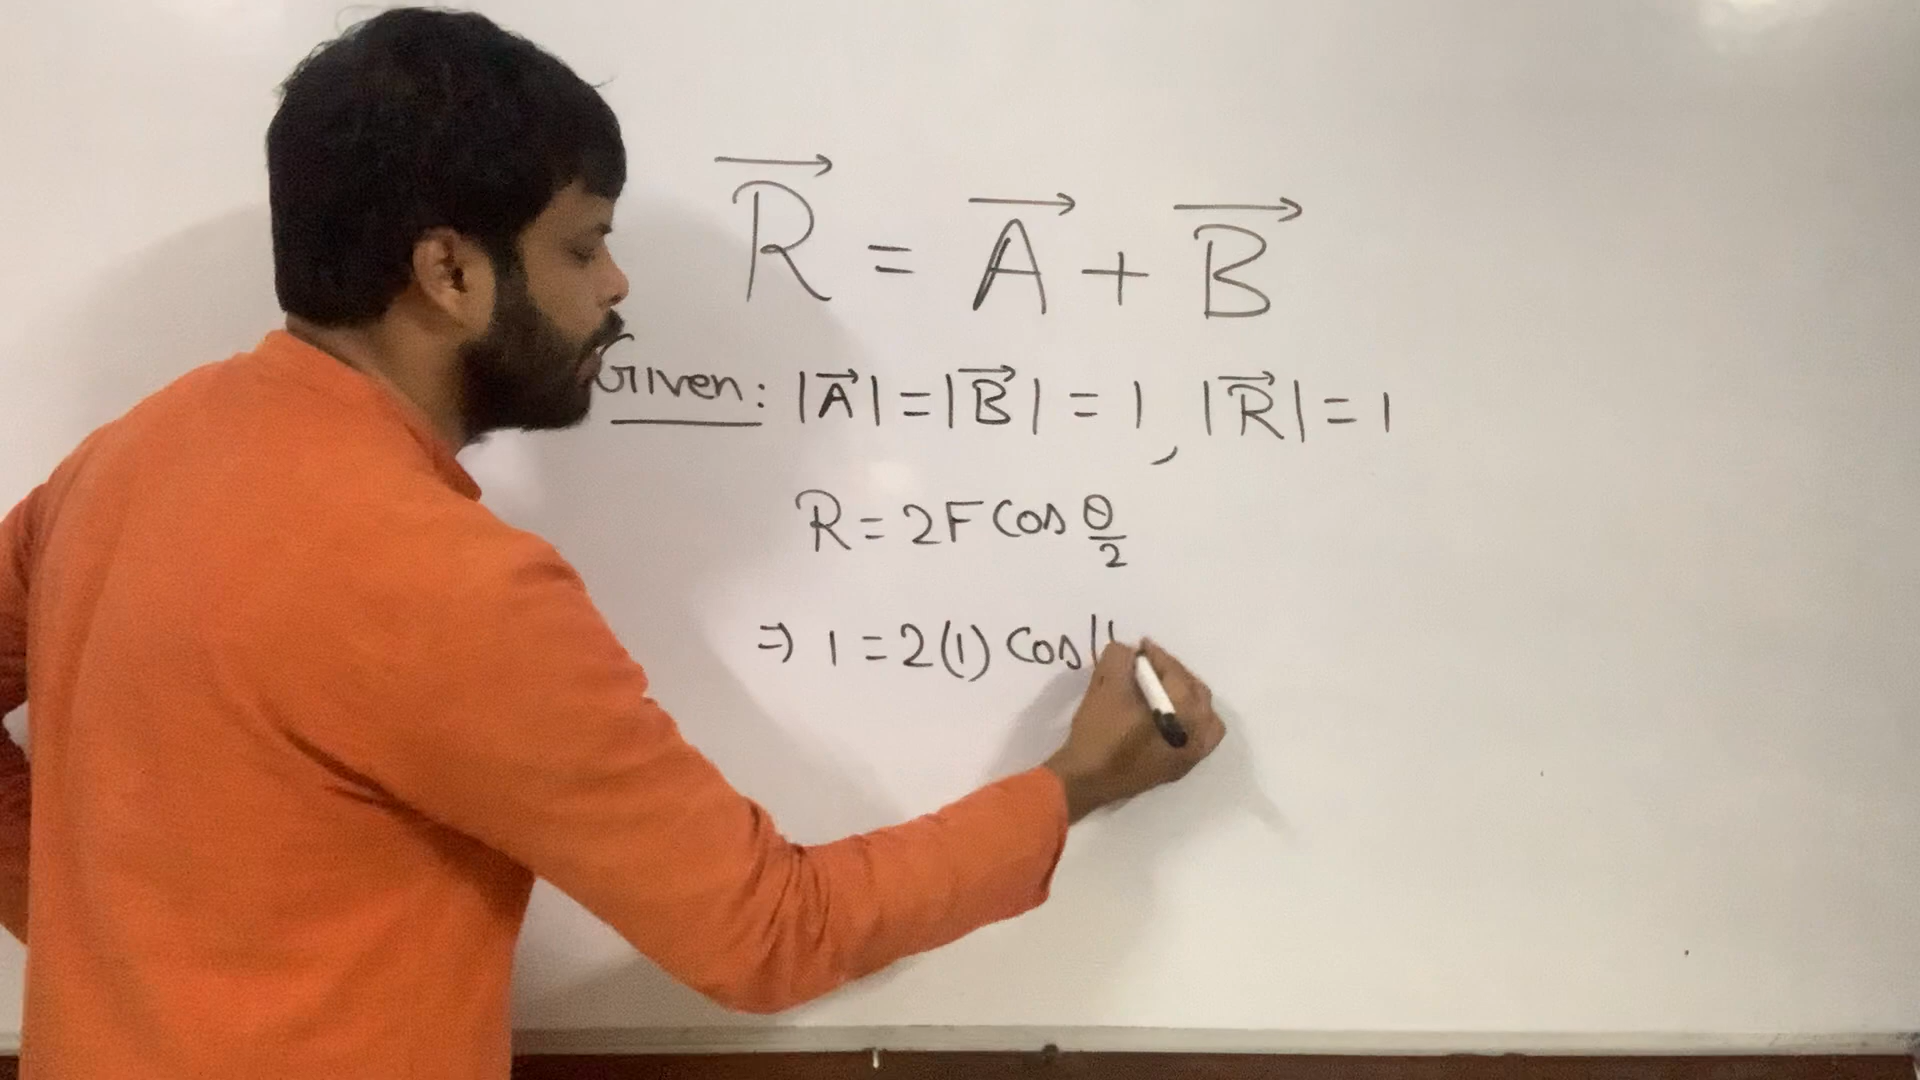 R⃗ = A⃗ + B⃗
Given: |A⃗| = |B⃗| = 1, |R⃗| = 1
R = 2F Cos θ/2
⇒ 1 = 2(1) Cos